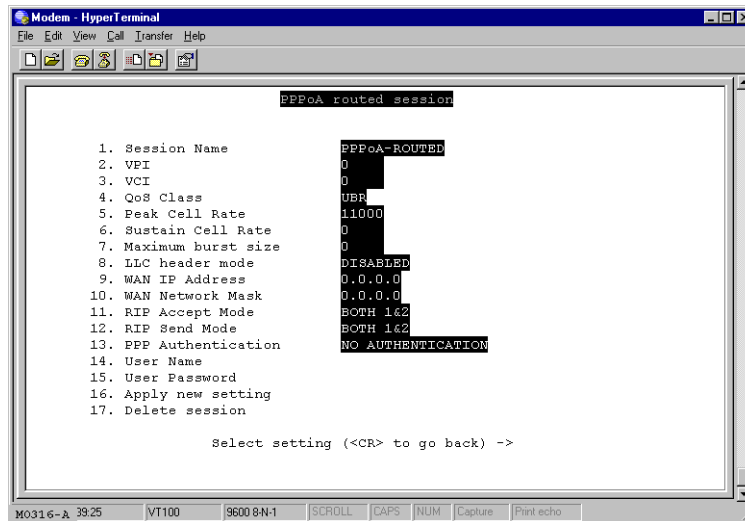 Modem - HyperTerminal
File Edit View Call Transfer Help
PPPoA routed session
1. Session Name PPPoA-ROUTED
2. VPI 0
3. VCI 0
4. QoS Class UBR
5. Peak Cell Rate 11000
6. Sustain Cell Rate 0
7. Maximum burst size 0
8. LLC header mode DISABLED
9. WAN IP Address 0.0.0.0
10. WAN Network Mask 0.0.0.0
11. RIP Accept Mode BOTH 1&2
12. RIP Send Mode BOTH 1&2
13. PPP Authentication NO AUTHENTICATION
14. User Name
15. User Password
16. Apply new setting
17. Delete session
Select setting (<CR> to go back) ->
M0316-A 39:25 VT100 9600 8-N-1 SCROLL CAPS NUM Capture Print echo